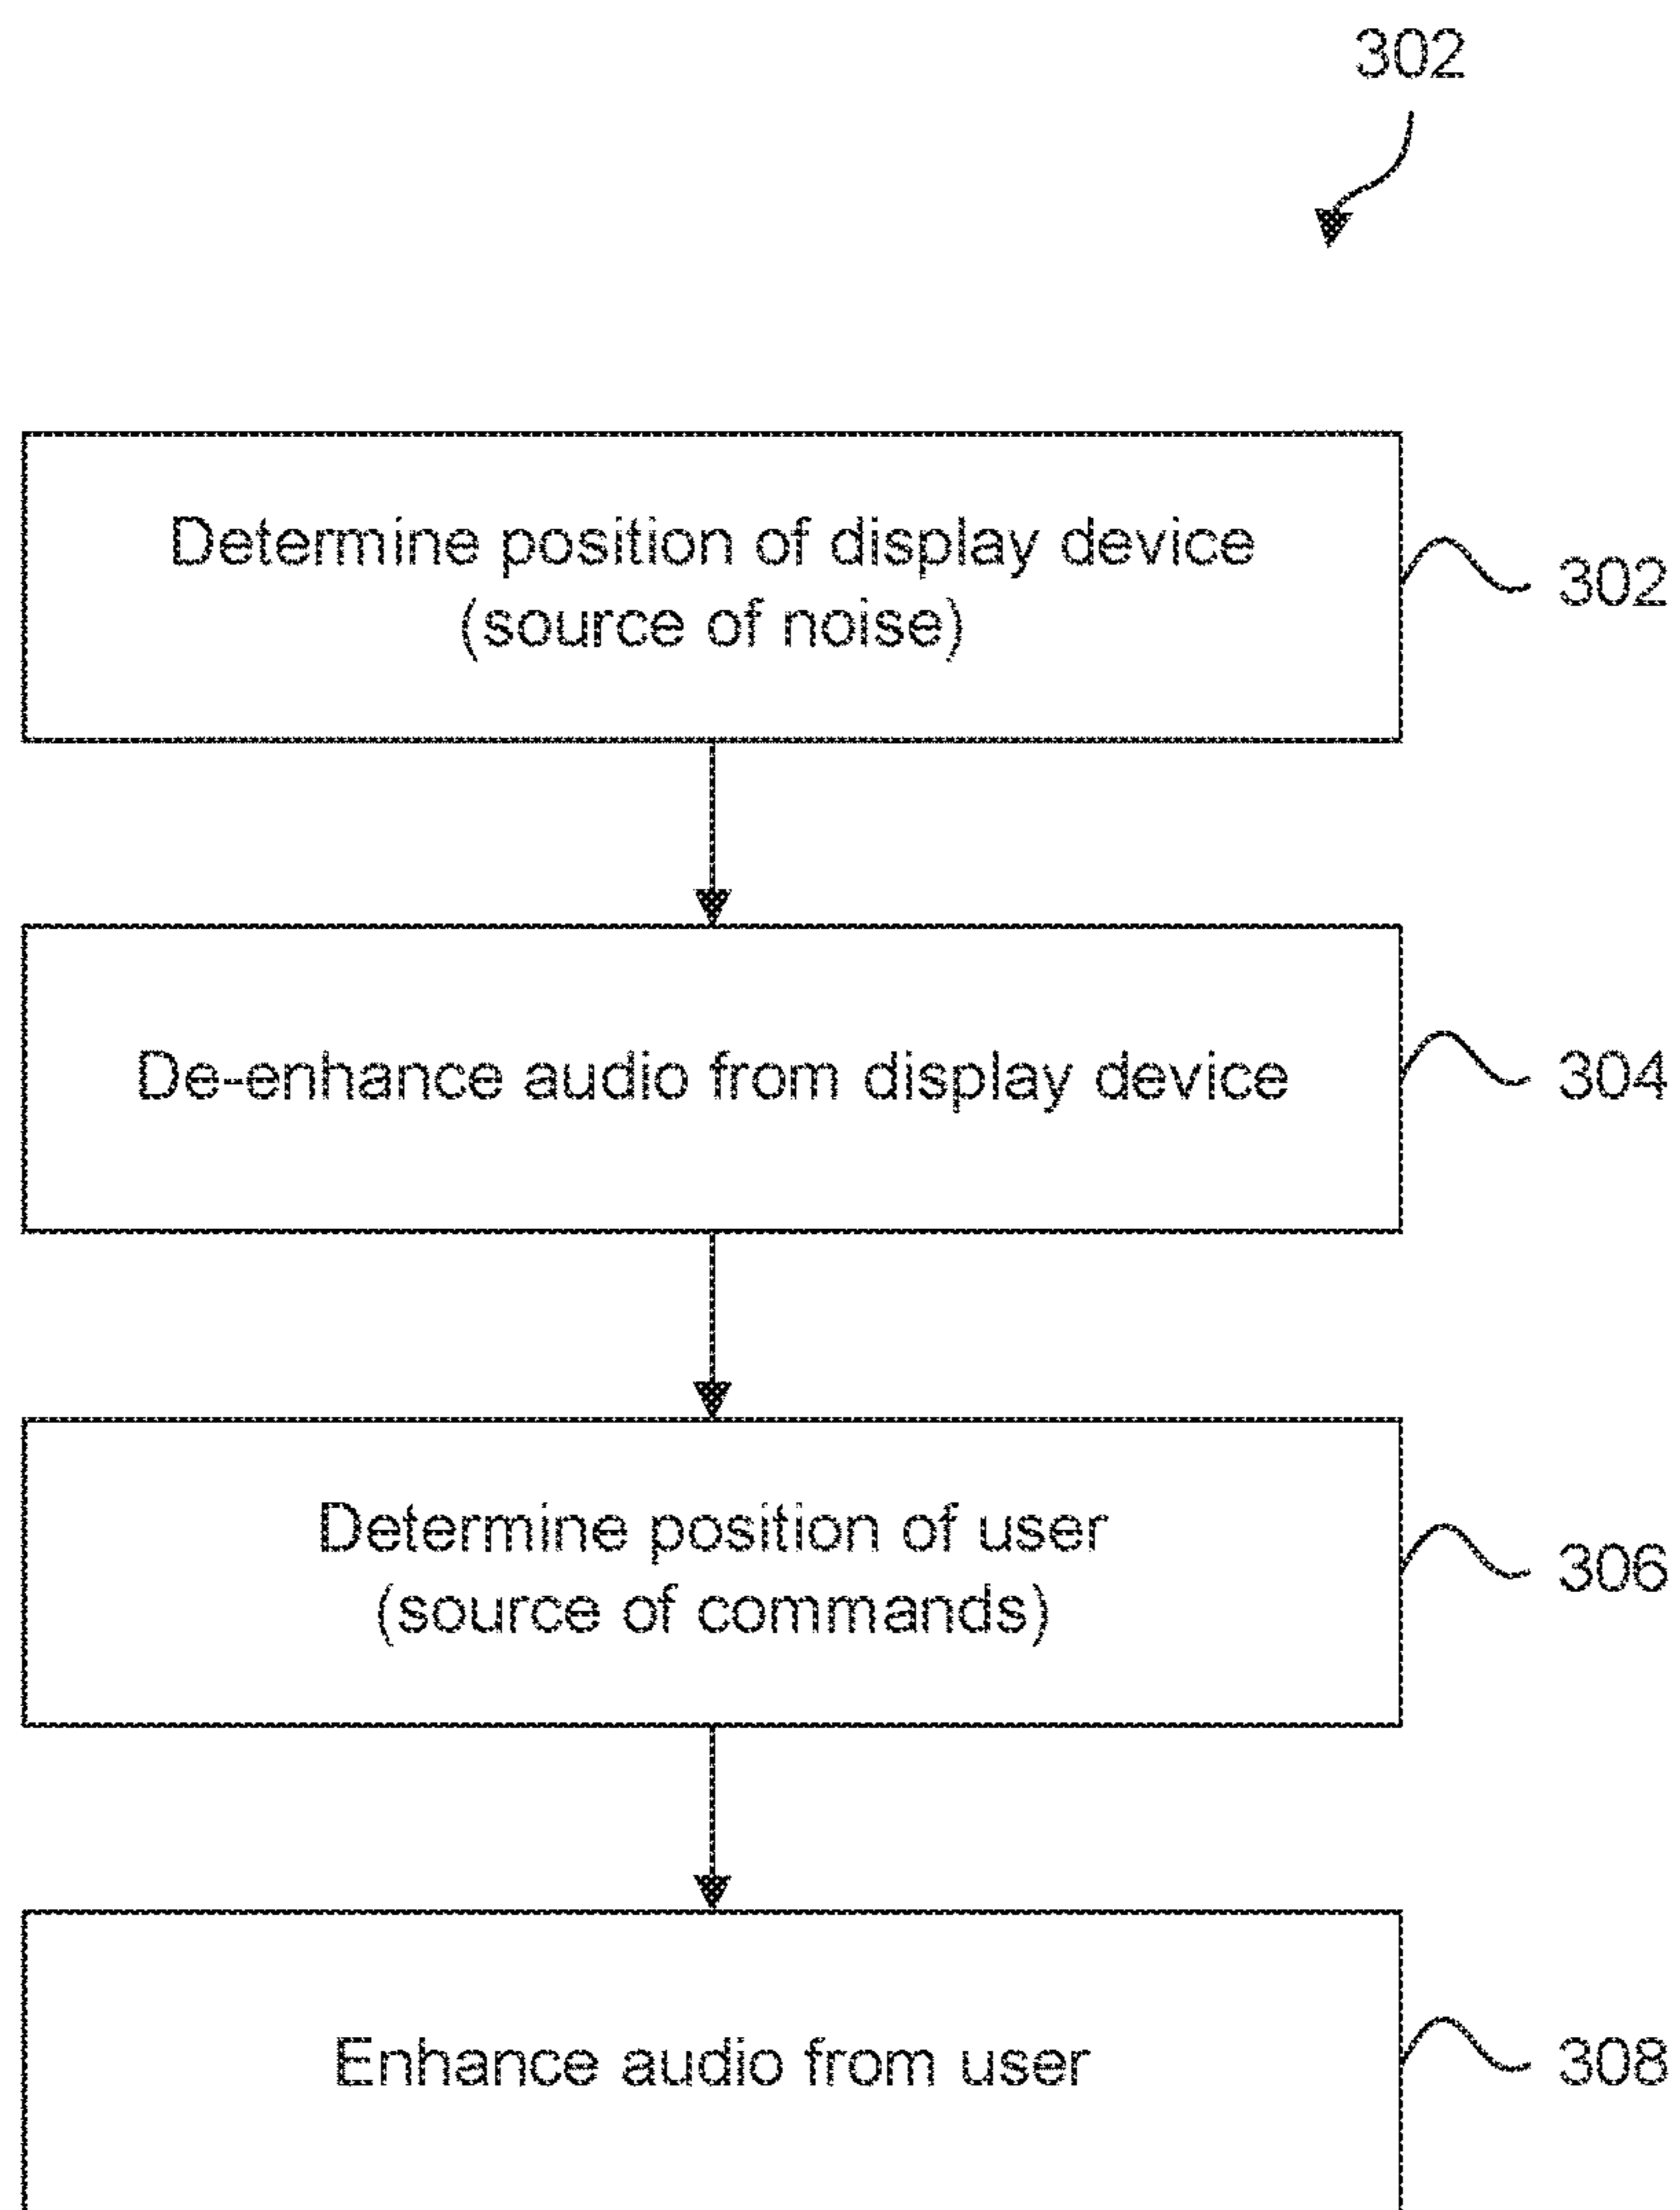 302
Determine position of display device
(source of noise)
302
De-enhance audio from display device
304
Determine position of user
(source of commands)
306
Enhance audio from user
308